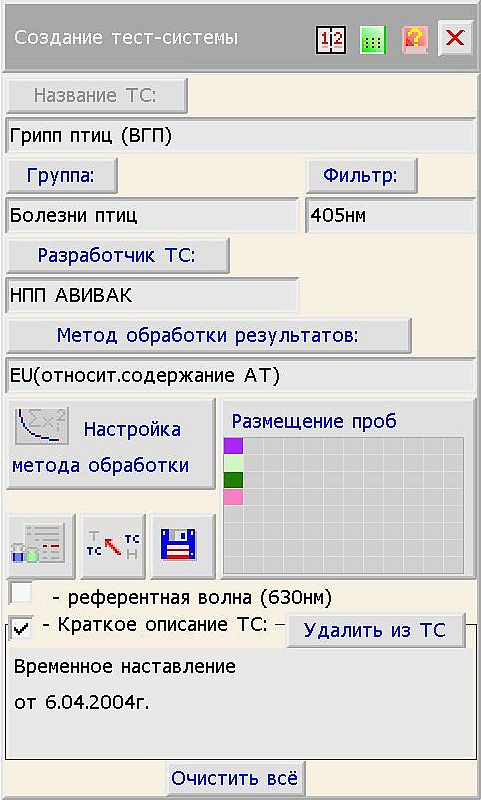 Создание тест-системы
1 2
?
Название ТС:
Грипп птиц (ВГП)
Группа: Фильтр:
Болезни птиц 405нм
Разработчик ТС:
НПП АВИВАК
Метод обработки результатов:
EU(относит.содержание АТ)
Σx²
Настройка
метода обработки
Размещение проб
Т ТС
ТС Н
- референтная волна (630нм)
- Краткое описание ТС: Удалить из ТС
Временное наставление
от 6.04.2004г.
Очистить всё